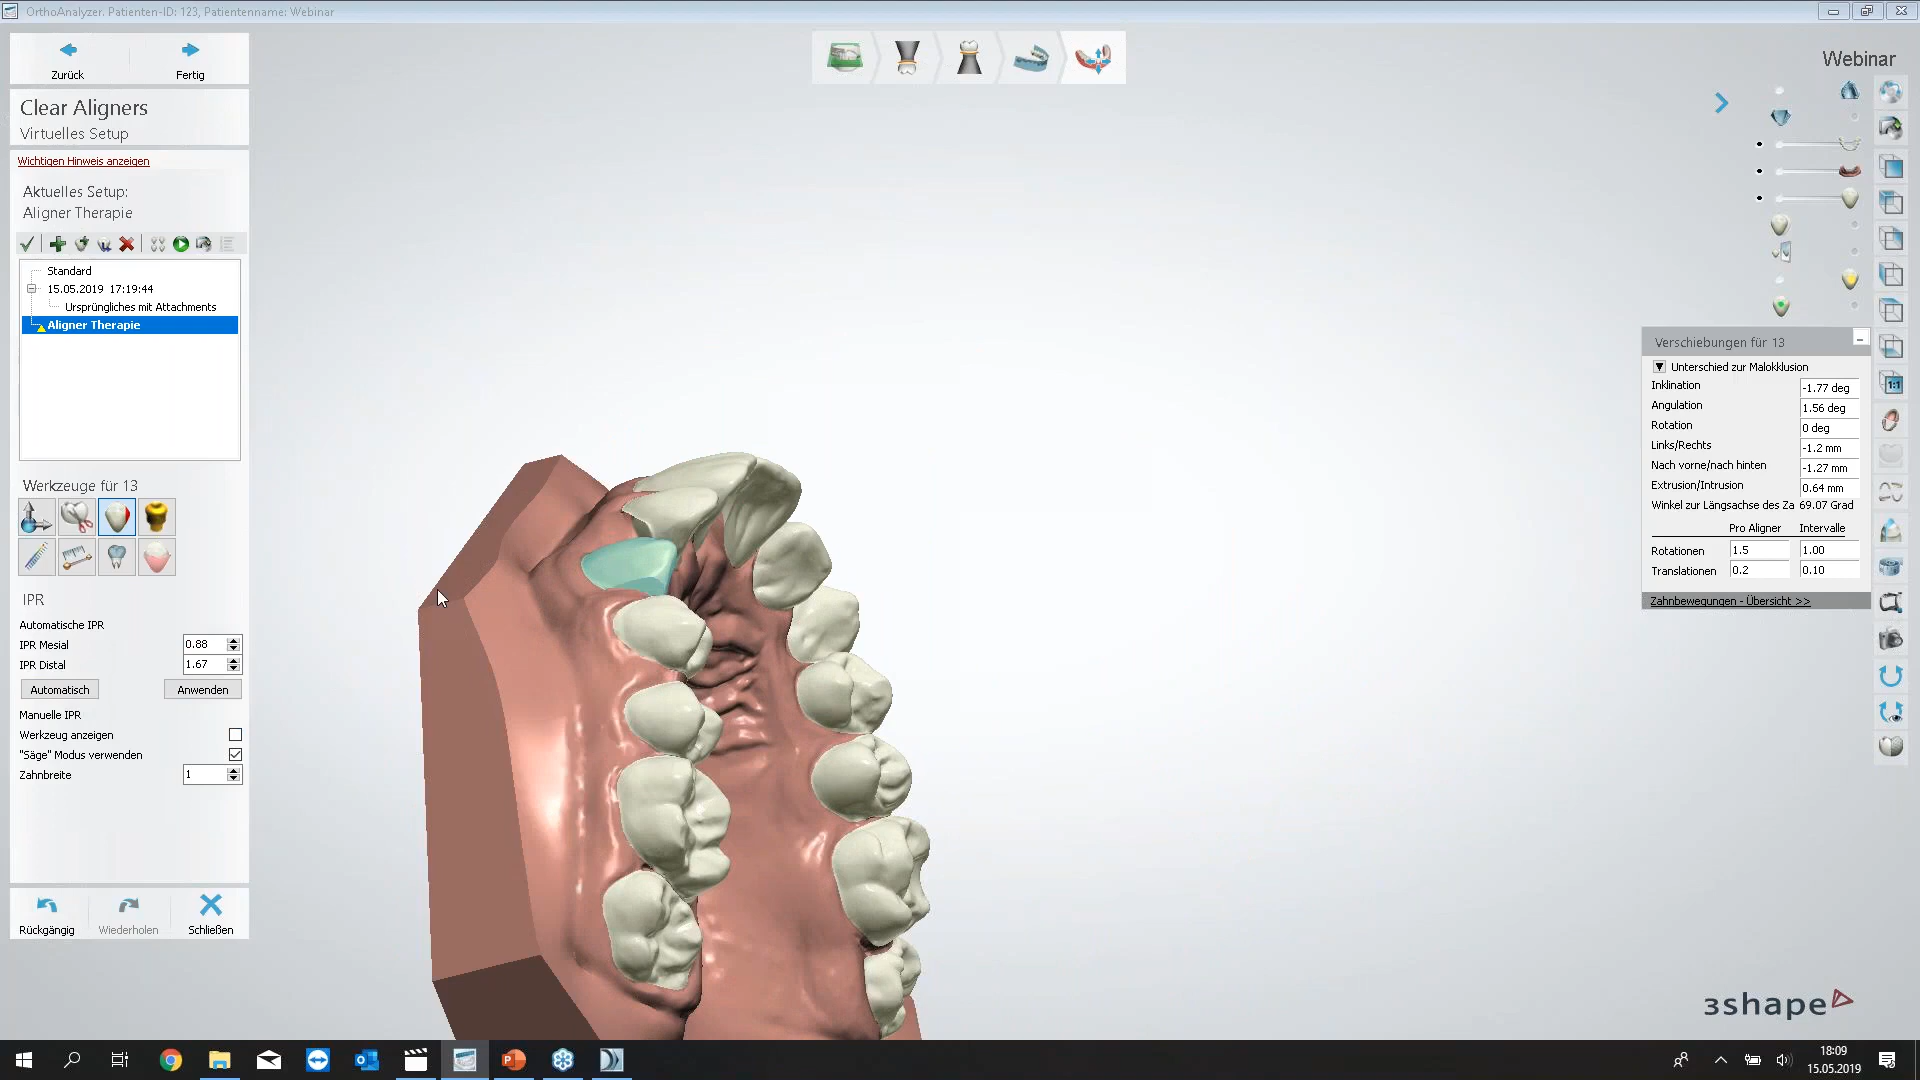 OrthoAnalyzer. Patienten-ID: 123, Patientenname: Webinar
Zurück
Fertig
Clear Aligners
Virtuelles Setup
Wichtigen Hinweis anzeigen
Aktuelles Setup:
Aligner Therapie
Standard
15.05.2019 17:19:44
Ursprüngliches mit Attachments
Aligner Therapie
Werkzeuge für 13
IPR
Automatische IPR
IPR Mesial 0.88
IPR Distal 1.67
Automatisch Anwenden
Manuelle IPR
Werkzeug anzeigen
"Säge" Modus verwenden
Zahnbreite 1
Rückgängig Wiederholen Schließen
Webinar
1:1
Verschiebungen für 13
Unterschied zur Malokklusion
Inklination -1.77 deg
Angulation 1.56 deg
Rotation 0 deg
Links/Rechts -1.2 mm
Nach vorne/nach hinten -1.27 mm
Extrusion/Intrusion 0.64 mm
Winkel zur Längsachse des Za 69.07 Grad
Pro Aligner Intervalle
Rotationen 1.5 1.00
Translationen 0.2 0.10
Zahnbewegungen - Übersicht >>
3shape
18:09
15.05.2019